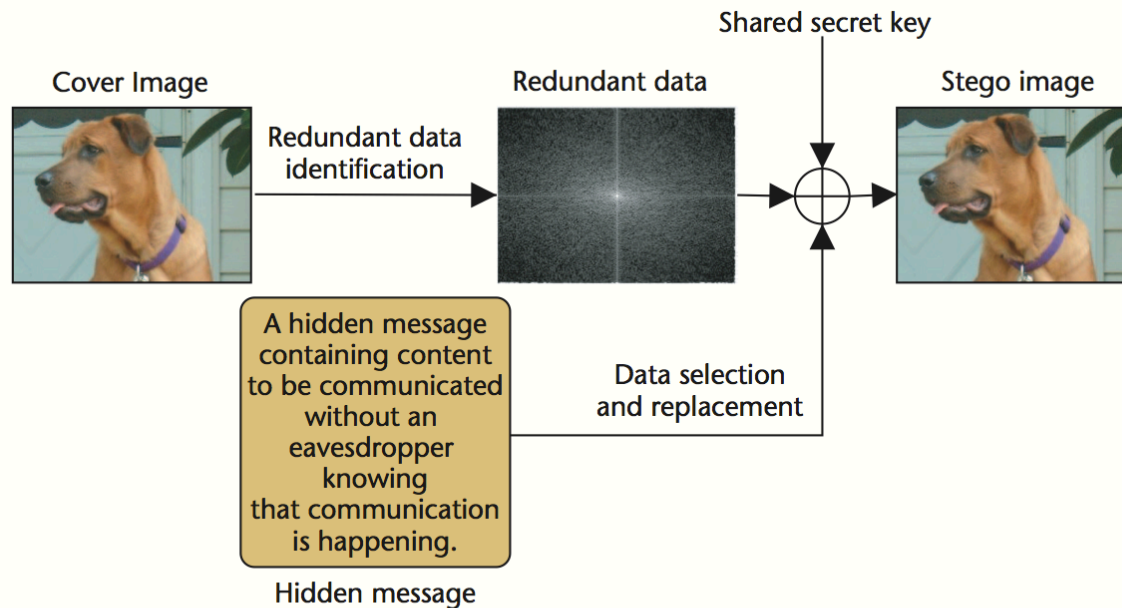 Shared secret key
Cover Image
Redundant data
Stego image
Redundant data
identification
A hidden message
containing content
to be communicated
without an
eavesdropper
knowing
that communication
is happening.
Data selection
and replacement
Hidden message